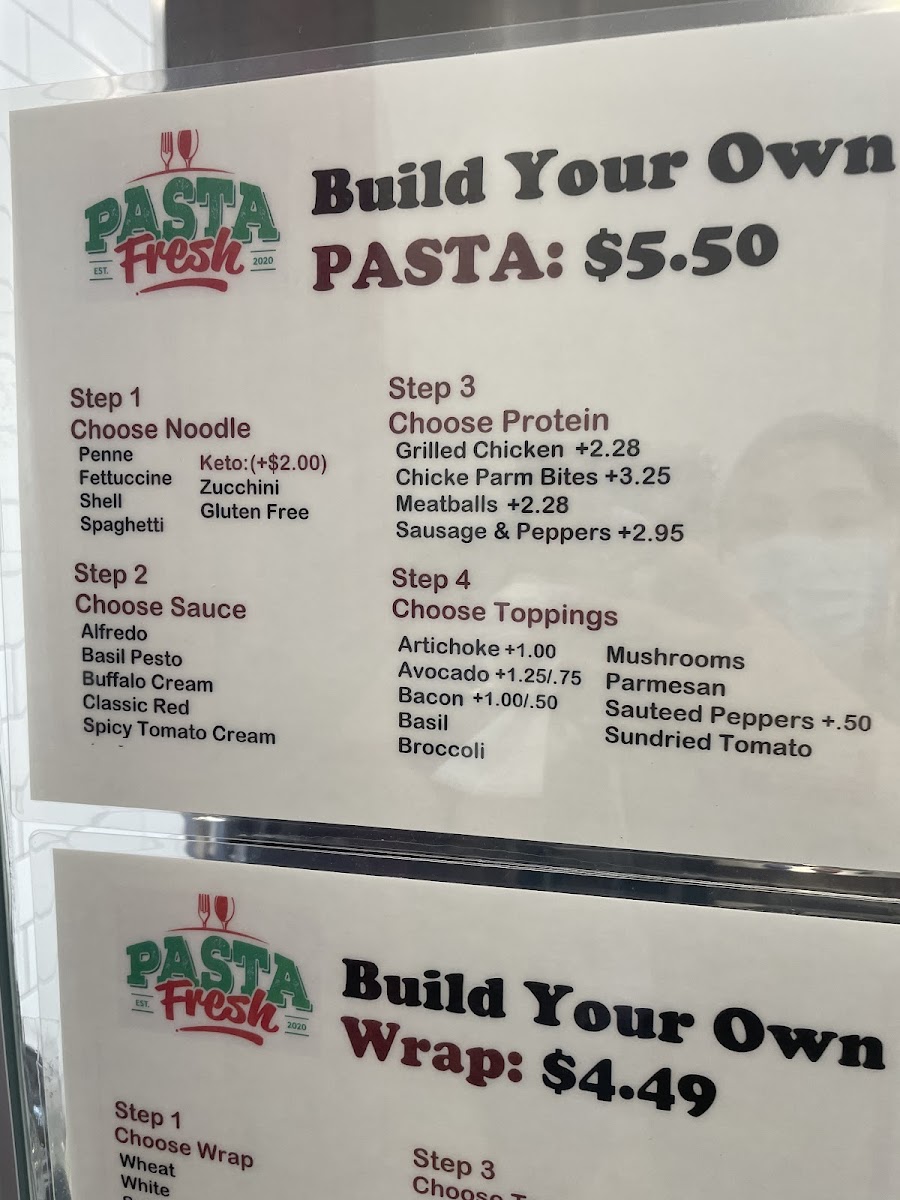 PASTA
Fresh
EST. 2020
Build Your Own
PASTA: $5.50
Step 1
Choose Noodle
Penne
Fettuccine
Shell
Spaghetti
Keto:(+$2.00)
Zucchini
Gluten Free
Step 2
Choose Sauce
Alfredo
Basil Pesto
Buffalo Cream
Classic Red
Spicy Tomato Cream
Step 3
Choose Protein
Grilled Chicken +2.28
Chicke Parm Bites +3.25
Meatballs +2.28
Sausage & Peppers +2.95
Step 4
Choose Toppings
Artichoke +1.00
Avocado +1.25/.75
Bacon +1.00/.50
Basil
Broccoli
Mushrooms
Parmesan
Sauteed Peppers +.50
Sundried Tomato
PASTA
Fresh
EST. 2020
Build Your Own
Wrap: $4.49
Step 1
Choose Wrap
Wheat
White
Step 3
Choose